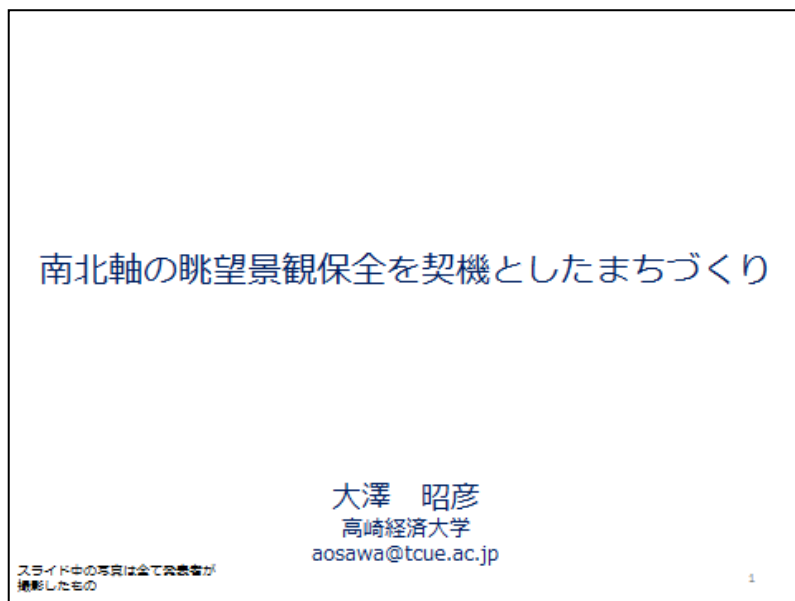 南北軸の眺望景観保全を契機としたまちづくり
大澤　昭彦
高崎経済大学
aosawa@tcue.ac.jp
スライド中の写真は全て発表者が
撮影したもの
1